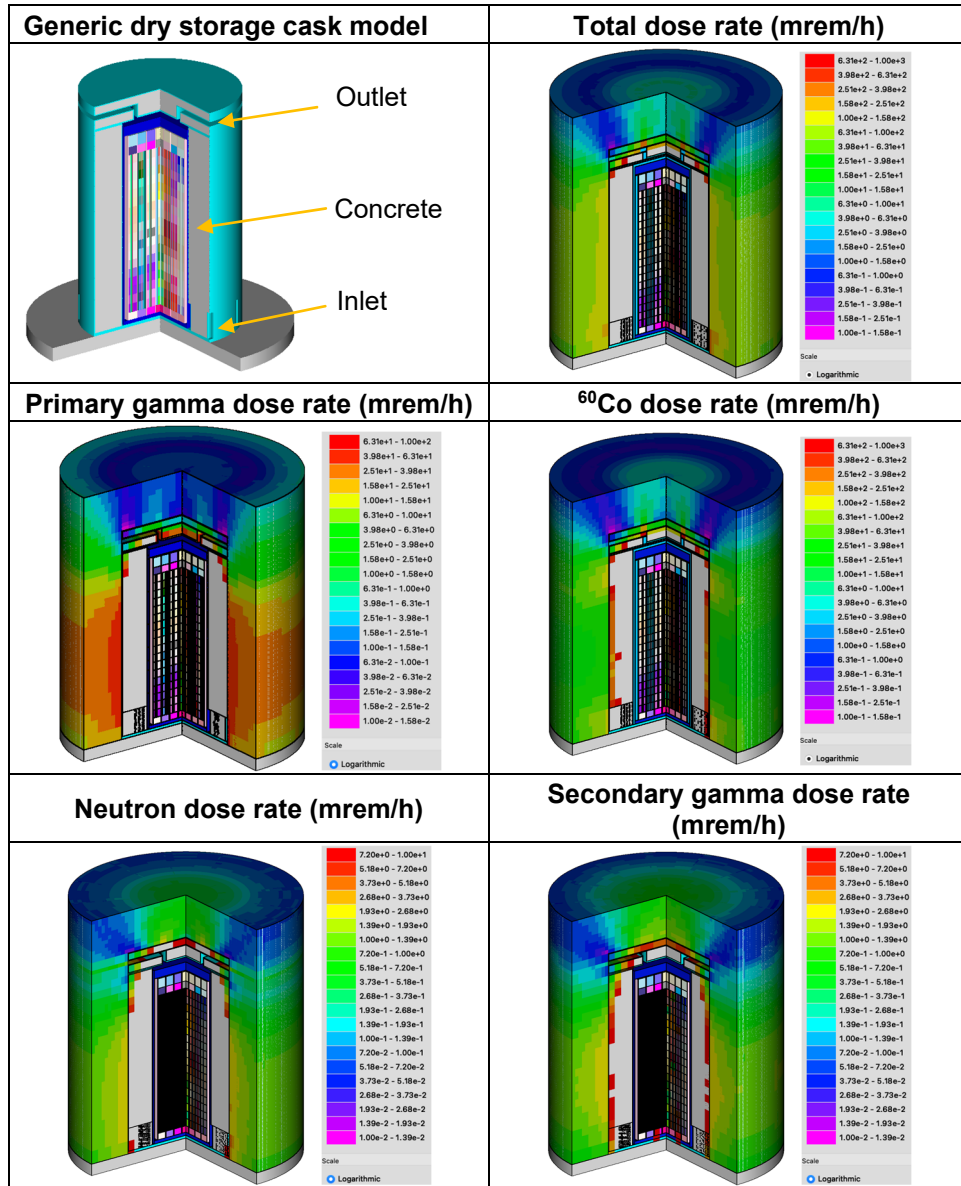 Generic dry storage cask model
Outlet
Concrete
Inlet
Total dose rate (mrem/h)
6.31e+2 - 1.00e+3
3.98e+2 - 6.31e+2
2.51e+2 - 3.98e+2
1.58e+2 - 2.51e+2
1.00e+2 - 1.58e+2
6.31e+1 - 1.00e+2
3.98e+1 - 6.31e+1
2.51e+1 - 3.98e+1
1.58e+1 - 2.51e+1
1.00e+1 - 1.58e+1
6.31e+0 - 1.00e+1
3.98e+0 - 6.31e+0
2.51e+0 - 3.98e+0
1.58e+0 - 2.51e+0
1.00e+0 - 1.58e+0
6.31e-1 - 1.00e+0
3.98e-1 - 6.31e-1
2.51e-1 - 3.98e-1
1.58e-1 - 2.51e-1
1.00e-1 - 1.58e-1
Scale
Logarithmic
Primary gamma dose rate (mrem/h)
6.31e+1 - 1.00e+2
3.98e+1 - 6.31e+1
2.51e+1 - 3.98e+1
1.58e+1 - 2.51e+1
1.00e+1 - 1.58e+1
6.31e+0 - 1.00e+1
3.98e+0 - 6.31e+0
2.51e+0 - 3.98e+0
1.58e+0 - 2.51e+0
1.00e+0 - 1.58e+0
6.31e-1 - 1.00e+0
3.98e-1 - 6.31e-1
2.51e-1 - 3.98e-1
1.58e-1 - 2.51e-1
1.00e-1 - 1.58e-1
6.31e-2 - 1.00e-1
3.98e-2 - 6.31e-2
2.51e-2 - 3.98e-2
1.58e-2 - 2.51e-2
1.00e-2 - 1.58e-2
Scale
Logarithmic
⁶⁰Co dose rate (mrem/h)
6.31e+2 - 1.00e+3
3.98e+2 - 6.31e+2
2.51e+2 - 3.98e+2
1.58e+2 - 2.51e+2
1.00e+2 - 1.58e+2
6.31e+1 - 1.00e+2
3.98e+1 - 6.31e+1
2.51e+1 - 3.98e+1
1.58e+1 - 2.51e+1
1.00e+1 - 1.58e+1
6.31e+0 - 1.00e+1
3.98e+0 - 6.31e+0
2.51e+0 - 3.98e+0
1.58e+0 - 2.51e+0
1.00e+0 - 1.58e+0
6.31e-1 - 1.00e+0
3.98e-1 - 6.31e-1
2.51e-1 - 3.98e-1
1.58e-1 - 2.51e-1
1.00e-1 - 1.58e-1
Scale
Logarithmic
Neutron dose rate (mrem/h)
7.20e+0 - 1.00e+1
5.18e+0 - 7.20e+0
3.73e+0 - 5.18e+0
2.68e+0 - 3.73e+0
1.93e+0 - 2.68e+0
1.39e+0 - 1.93e+0
1.00e+0 - 1.39e+0
7.20e-1 - 1.00e+0
5.18e-1 - 7.20e-1
3.73e-1 - 5.18e-1
2.68e-1 - 3.73e-1
1.93e-1 - 2.68e-1
1.39e-1 - 1.93e-1
1.00e-1 - 1.39e-1
7.20e-2 - 1.00e-1
5.18e-2 - 7.20e-2
3.73e-2 - 5.18e-2
2.68e-2 - 3.73e-2
1.93e-2 - 2.68e-2
1.39e-2 - 1.93e-2
1.00e-2 - 1.39e-2
Scale
Logarithmic
Secondary gamma dose rate
(mrem/h)
7.20e+0 - 1.00e+1
5.18e+0 - 7.20e+0
3.73e+0 - 5.18e+0
2.68e+0 - 3.73e+0
1.93e+0 - 2.68e+0
1.39e+0 - 1.93e+0
1.00e+0 - 1.39e+0
7.20e-1 - 1.00e+0
5.18e-1 - 7.20e-1
3.73e-1 - 5.18e-1
2.68e-1 - 3.73e-1
1.93e-1 - 2.68e-1
1.39e-1 - 1.93e-1
1.00e-1 - 1.39e-1
7.20e-2 - 1.00e-1
5.18e-2 - 7.20e-2
3.73e-2 - 5.18e-2
2.68e-2 - 3.73e-2
1.93e-2 - 2.68e-2
1.39e-2 - 1.93e-2
1.00e-2 - 1.39e-2
Scale
Logarithmic